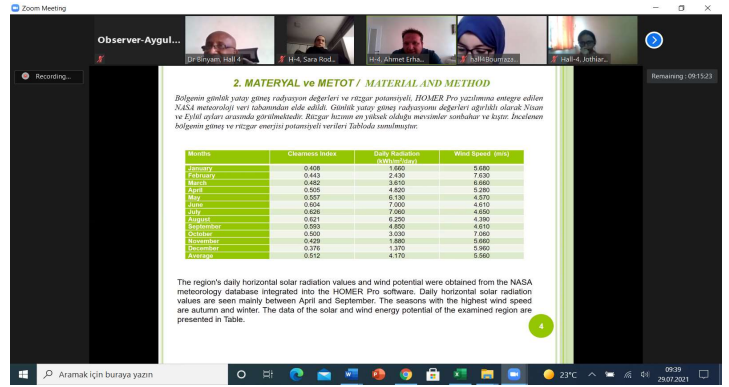 Zoom Meeting
Observer-Aygul...
Dr Binyam, Hall 4
H-4, Sara Rod...
H-4, Ahmet Erha...
hall4Boumaza...
Hall-4, Jothiar...
Recording...
Remaining : 09:15:23
2. MATERYAL ve METOT / MATERIAL AND METHOD
Bölgenin günlük yatay güneş radyasyon değerleri ve rüzgar potansiyeli, HOMER Pro yazılımına entegre edilen
NASA meteoroloji veri tabanından elde edildi. Günlük yatay güneş radyasyonu değerleri ağırlıklı olarak Nisan
ve Eylül ayları arasında görülmektedir. Rüzgar hızının en yüksek olduğu mevsimler sonbahar ve kıştır. İncelenen
bölgenin güneş ve rüzgar enerjisi potansiyeli verileri Tabloda sunulmuştur.
Months Clearness Index Daily Radiation (kWh/m²/day) Wind Speed (m/s)
January 0.408 1.660 5.680
February 0.443 2.430 7.630
March 0.482 3.610 6.660
April 0.505 4.820 5.280
May 0.557 6.130 4.570
June 0.604 7.000 4.610
July 0.626 7.060 4.650
August 0.621 6.250 4.390
September 0.593 4.850 4.610
October 0.500 3.030 7.060
November 0.429 1.880 5.660
December 0.376 1.370 5.960
Average 0.512 4.170 5.560
The region's daily horizontal solar radiation values and wind potential were obtained from the NASA
meteorology database integrated into the HOMER Pro software. Daily horizontal solar radiation
values are seen mainly between April and September. The seasons with the highest wind speed
are autumn and winter. The data of the solar and wind energy potential of the examined region are
presented in Table.
4
Aramak için buraya yazın
23°C
09:39
29.07.2021